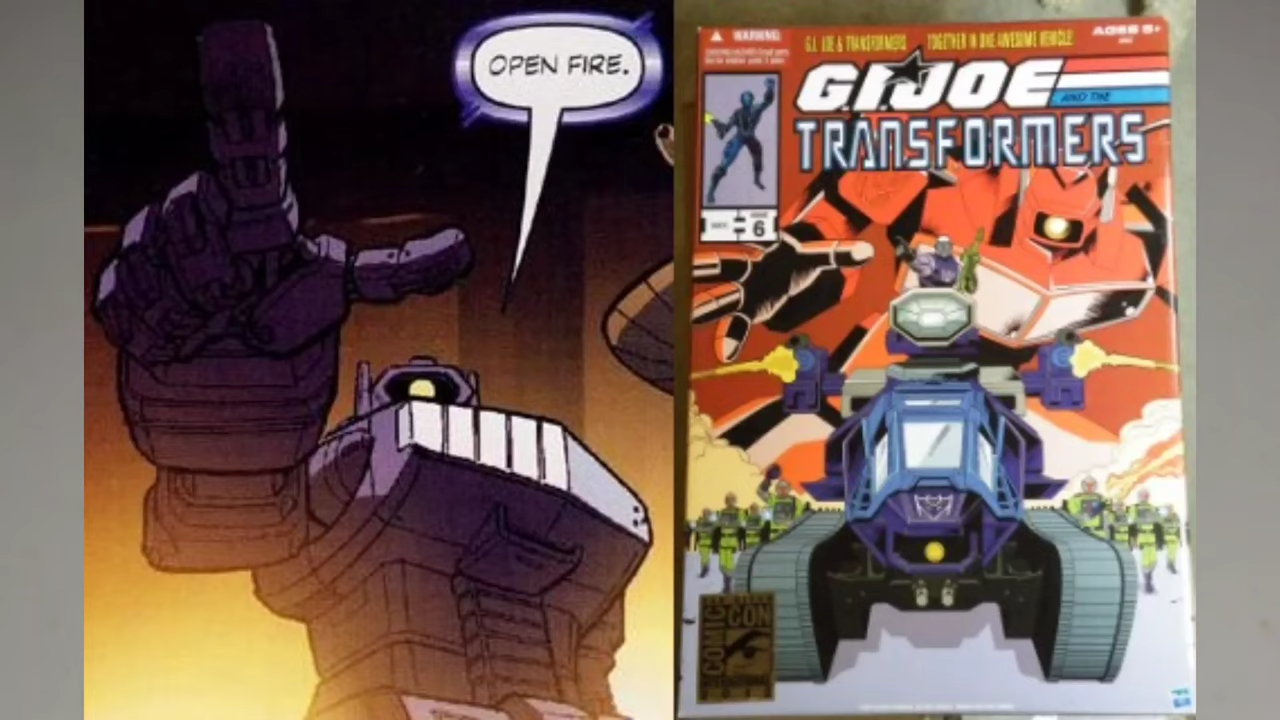 OPEN FIRE.
WARNING:
G.I. JOE & TRANSFORMERS TOGETHER IN ONE AWESOME VEHICLE!
AGES 5+
G.I. JOE
AND THE
TRANSFORMERS
ISSUE
6
COMIC
CON